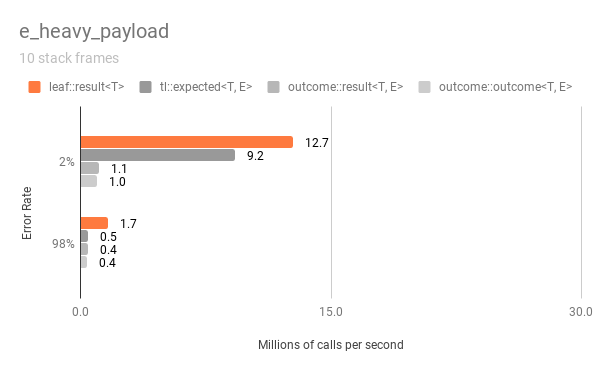 e_heavy_payload
10 stack frames
leaf::result<T> tl::expected<T, E> outcome::result<T, E> outcome::outcome<T, E>
Error Rate
2%
12.7
9.2
1.1
1.0
98%
1.7
0.5
0.4
0.4
0.0 15.0 30.0
Millions of calls per second